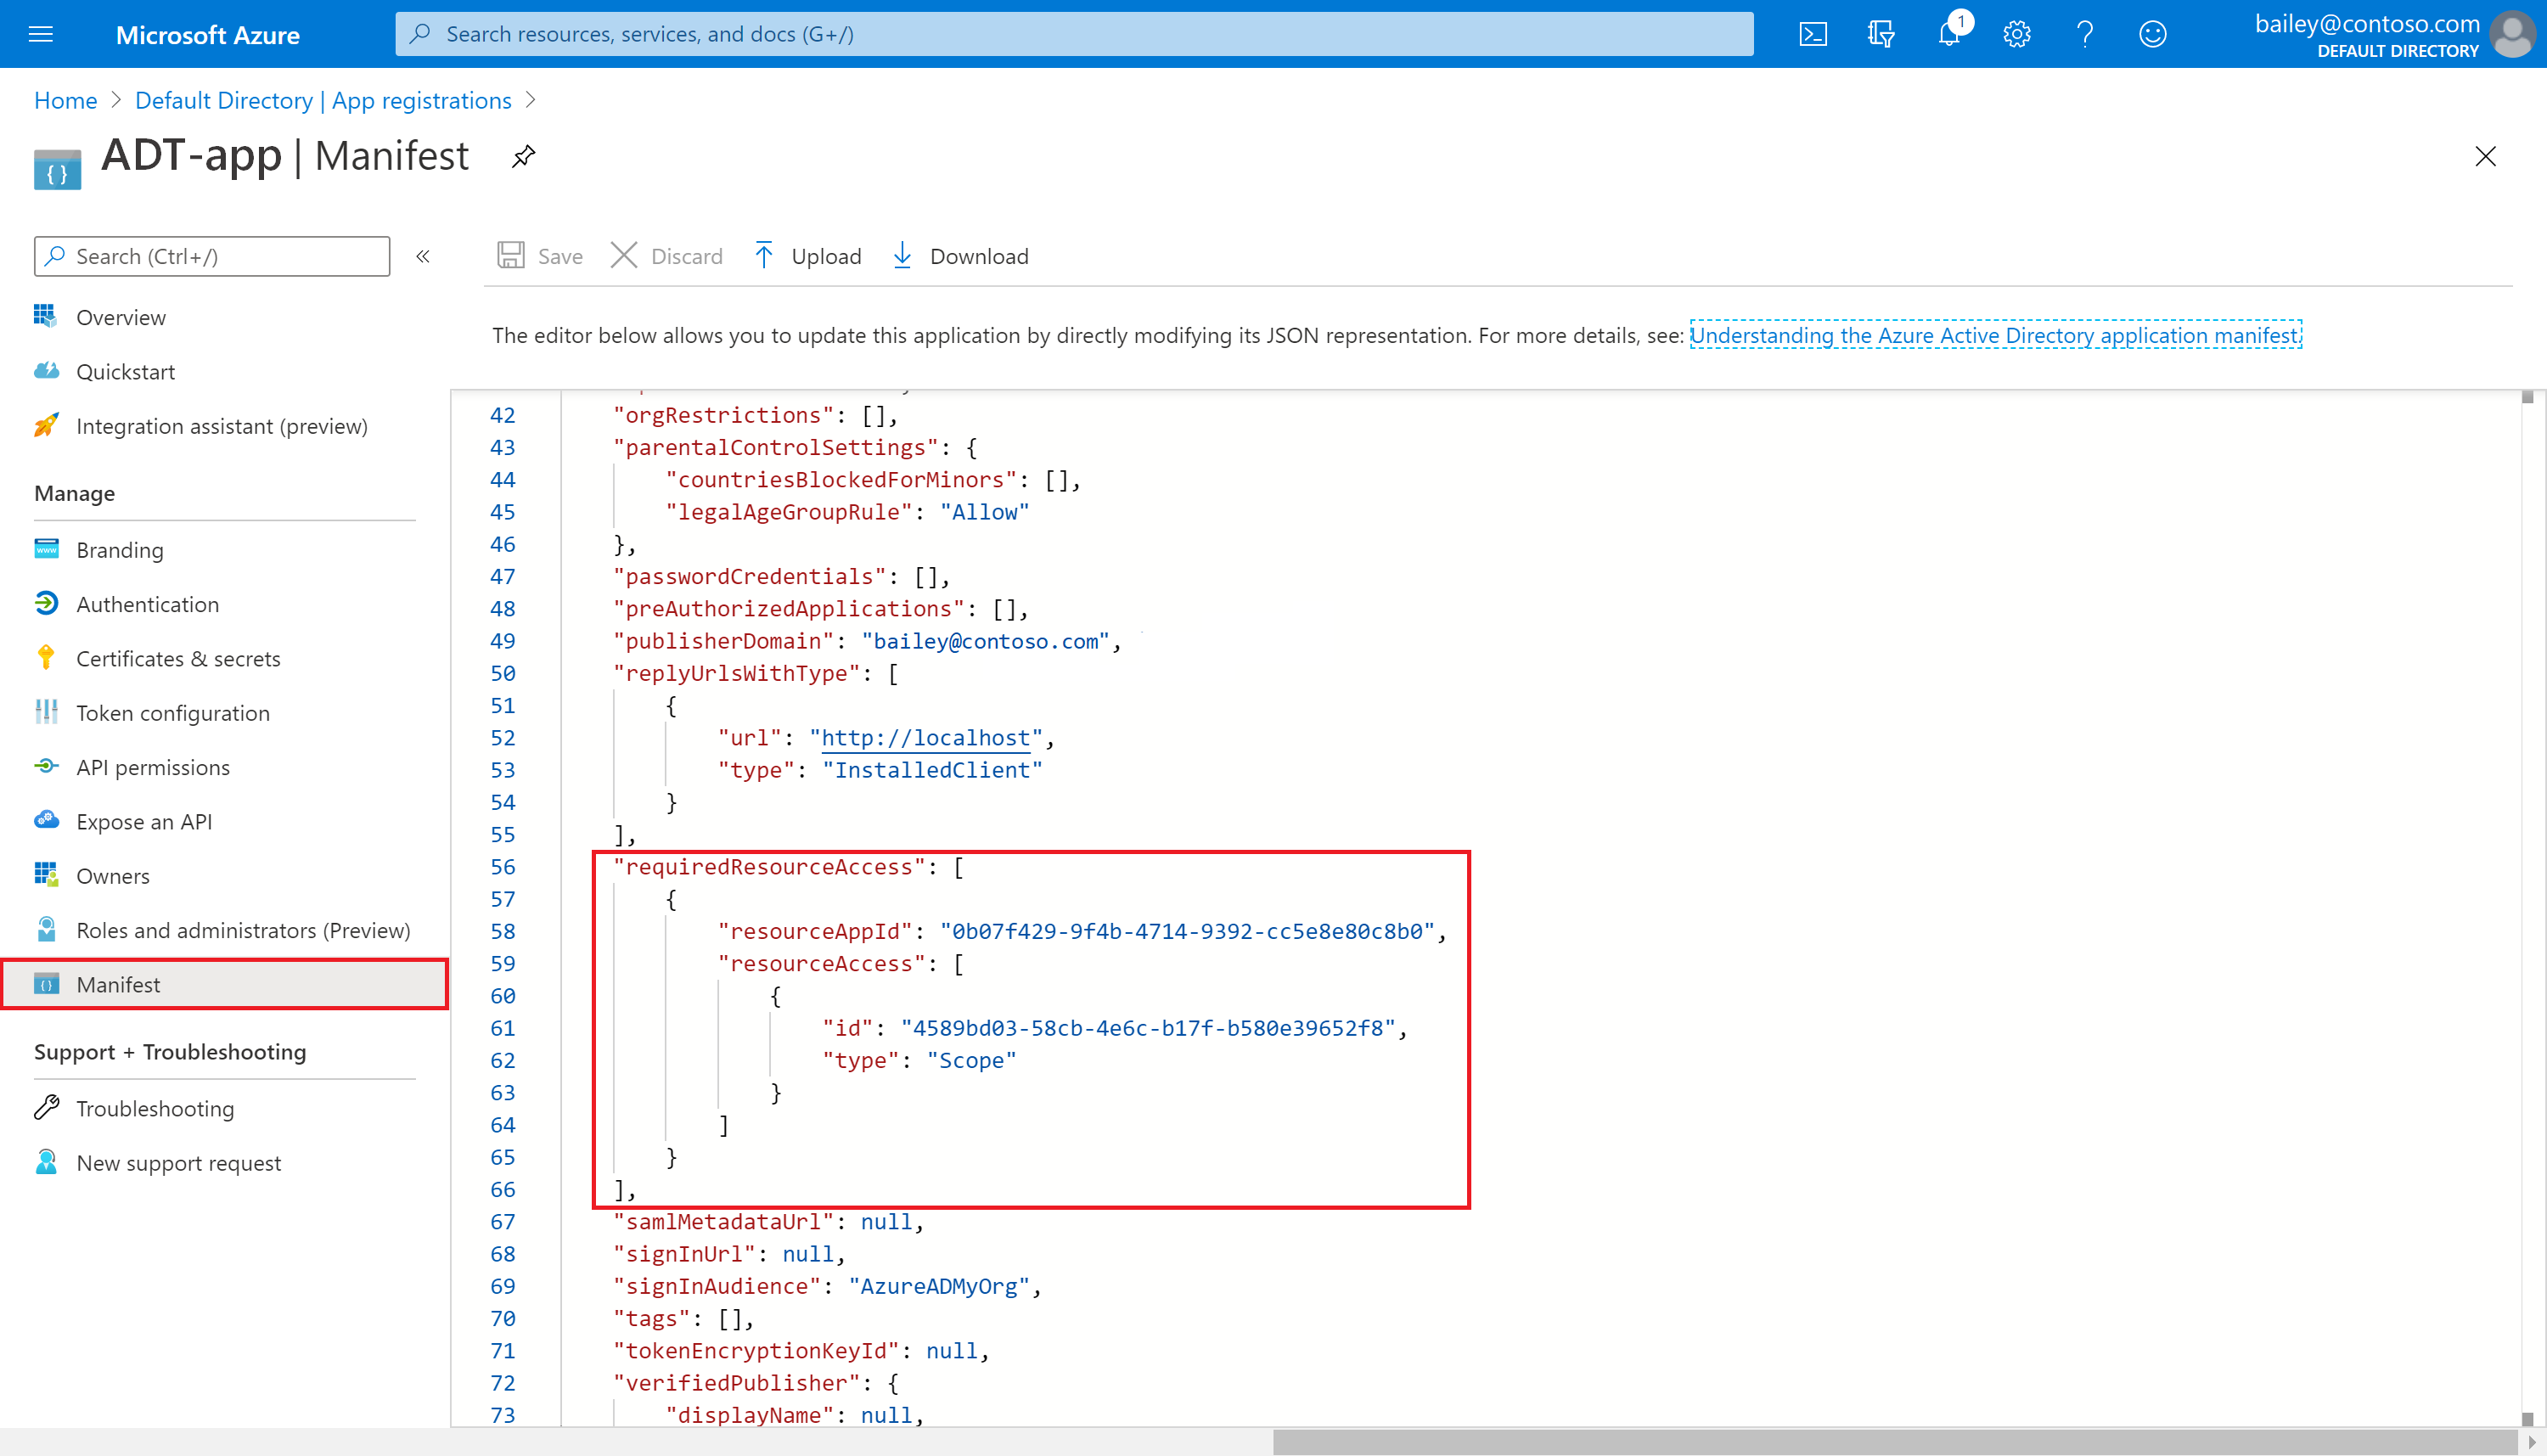 Microsoft Azure
Search resources, services, and docs (G+/)
1
bailey@contoso.com
DEFAULT DIRECTORY
Home > Default Directory | App registrations >
ADT-app | Manifest
Search (Ctrl+/)
«
Save
Discard
Upload
Download
The editor below allows you to update this application by directly modifying its JSON representation. For more details, see: Understanding the Azure Active Directory application manifest.
Overview
Quickstart
Integration assistant (preview)
Manage
Branding
Authentication
Certificates & secrets
Token configuration
API permissions
Expose an API
Owners
Roles and administrators (Preview)
Manifest
Support + Troubleshooting
Troubleshooting
New support request
42 "orgRestrictions": [],
43 "parentalControlSettings": {
44 "countriesBlockedForMinors": [],
45 "legalAgeGroupRule": "Allow"
46 },
47 "passwordCredentials": [],
48 "preAuthorizedApplications": [],
49 "publisherDomain": "bailey@contoso.com",
50 "replyUrlsWithType": [
51 {
52 "url": "http://localhost",
53 "type": "InstalledClient"
54 }
55 ],
56 "requiredResourceAccess": [
57 {
58 "resourceAppId": "0b07f429-9f4b-4714-9392-cc5e8e80c8b0",
59 "resourceAccess": [
60 {
61 "id": "4589bd03-58cb-4e6c-b17f-b580e39652f8",
62 "type": "Scope"
63 }
64 ]
65 }
66 ],
67 "samlMetadataUrl": null,
68 "signInUrl": null,
69 "signInAudience": "AzureADMyOrg",
70 "tags": [],
71 "tokenEncryptionKeyId": null,
72 "verifiedPublisher": {
73 "displayName": null,